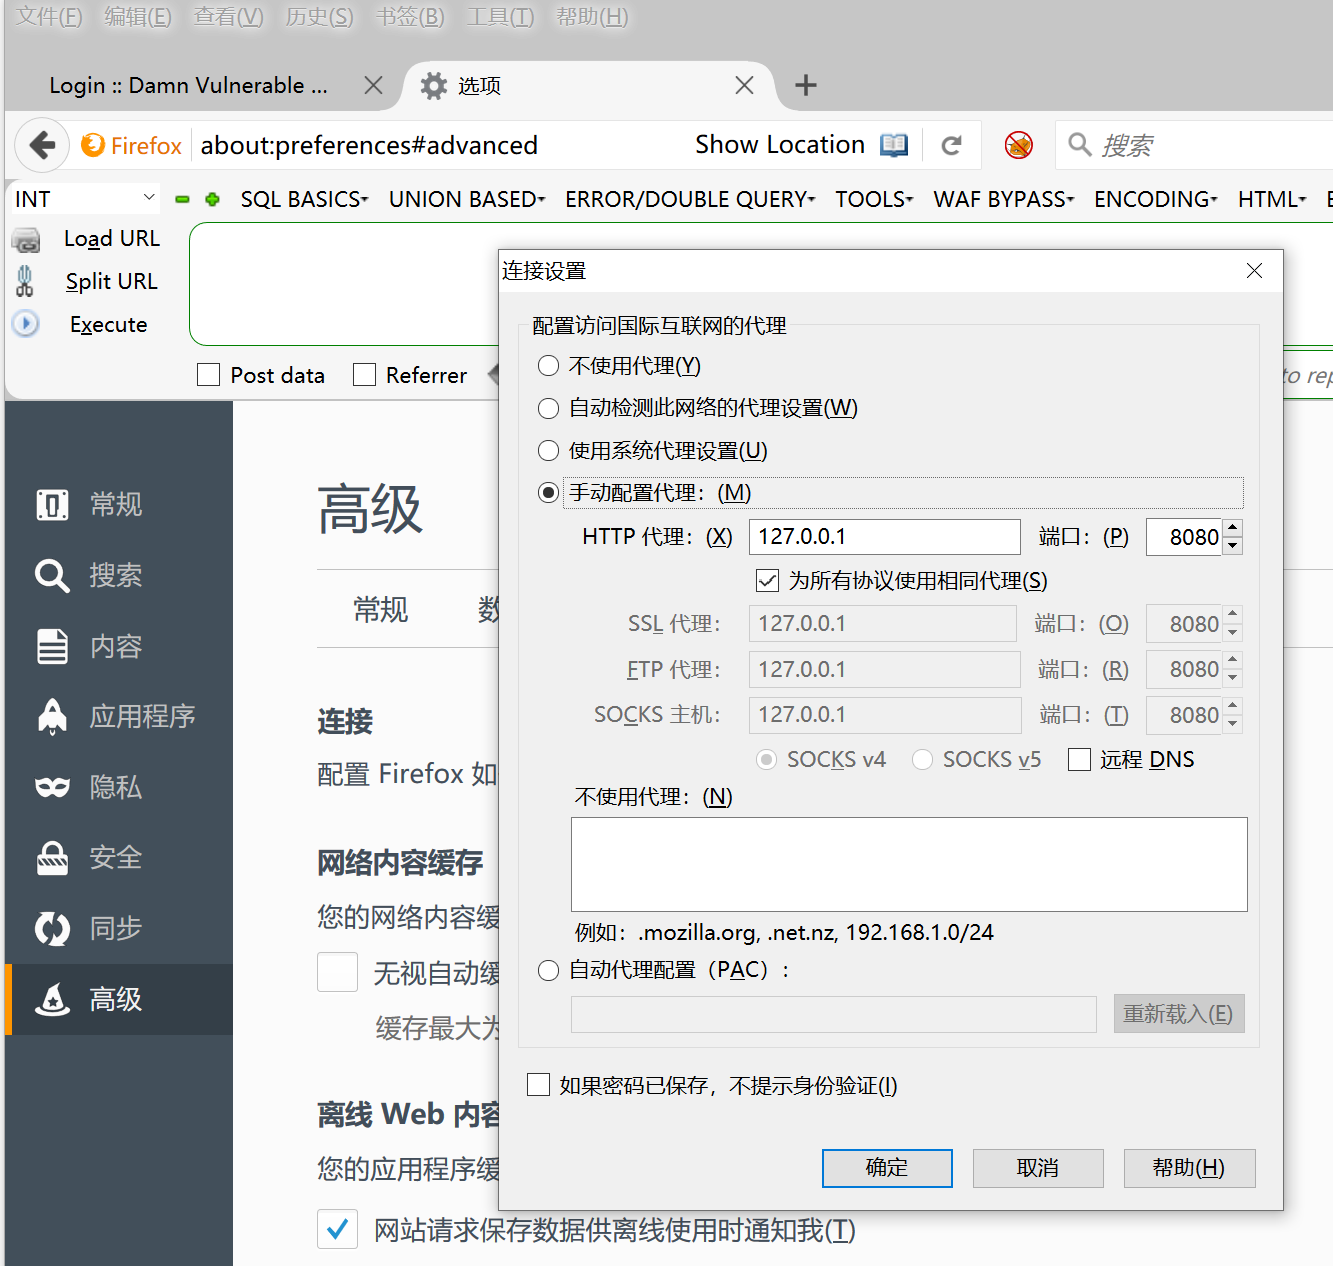 文件(F) 编辑(E) 查看(V) 历史(S) 书签(B) 工具(T) 帮助(H)
Login :: Damn Vulnerable ... 选项
Firefox about:preferences#advanced Show Location 搜索
INT SQL BASICS UNION BASED ERROR/DOUBLE QUERY TOOLS WAF BYPASS ENCODING HTML
Load URL
Split URL
Execute
Post data Referrer to rep
常规
搜索
内容
应用程序
隐私
安全
同步
高级
高级
常规 数
连接
配置 Firefox 如
网络内容缓存
您的网络内容缓
无视自动缓
缓存最大为
离线 Web 内容
您的应用程序缓
网站请求保存数据供离线使用时通知我(T)
连接设置
配置访问国际互联网的代理
不使用代理(Y)
自动检测此网络的代理设置(W)
使用系统代理设置(U)
手动配置代理：(M)
HTTP 代理：(X) 127.0.0.1 端口：(P) 8080
为所有协议使用相同代理(S)
SSL 代理： 127.0.0.1 端口：(O) 8080
FTP 代理： 127.0.0.1 端口：(R) 8080
SOCKS 主机： 127.0.0.1 端口：(T) 8080
SOCKS v4 SOCKS v5 远程 DNS
不使用代理：(N)
例如：.mozilla.org, .net.nz, 192.168.1.0/24
自动代理配置（PAC）:
重新载入(E)
如果密码已保存，不提示身份验证(I)
确定 取消 帮助(H)